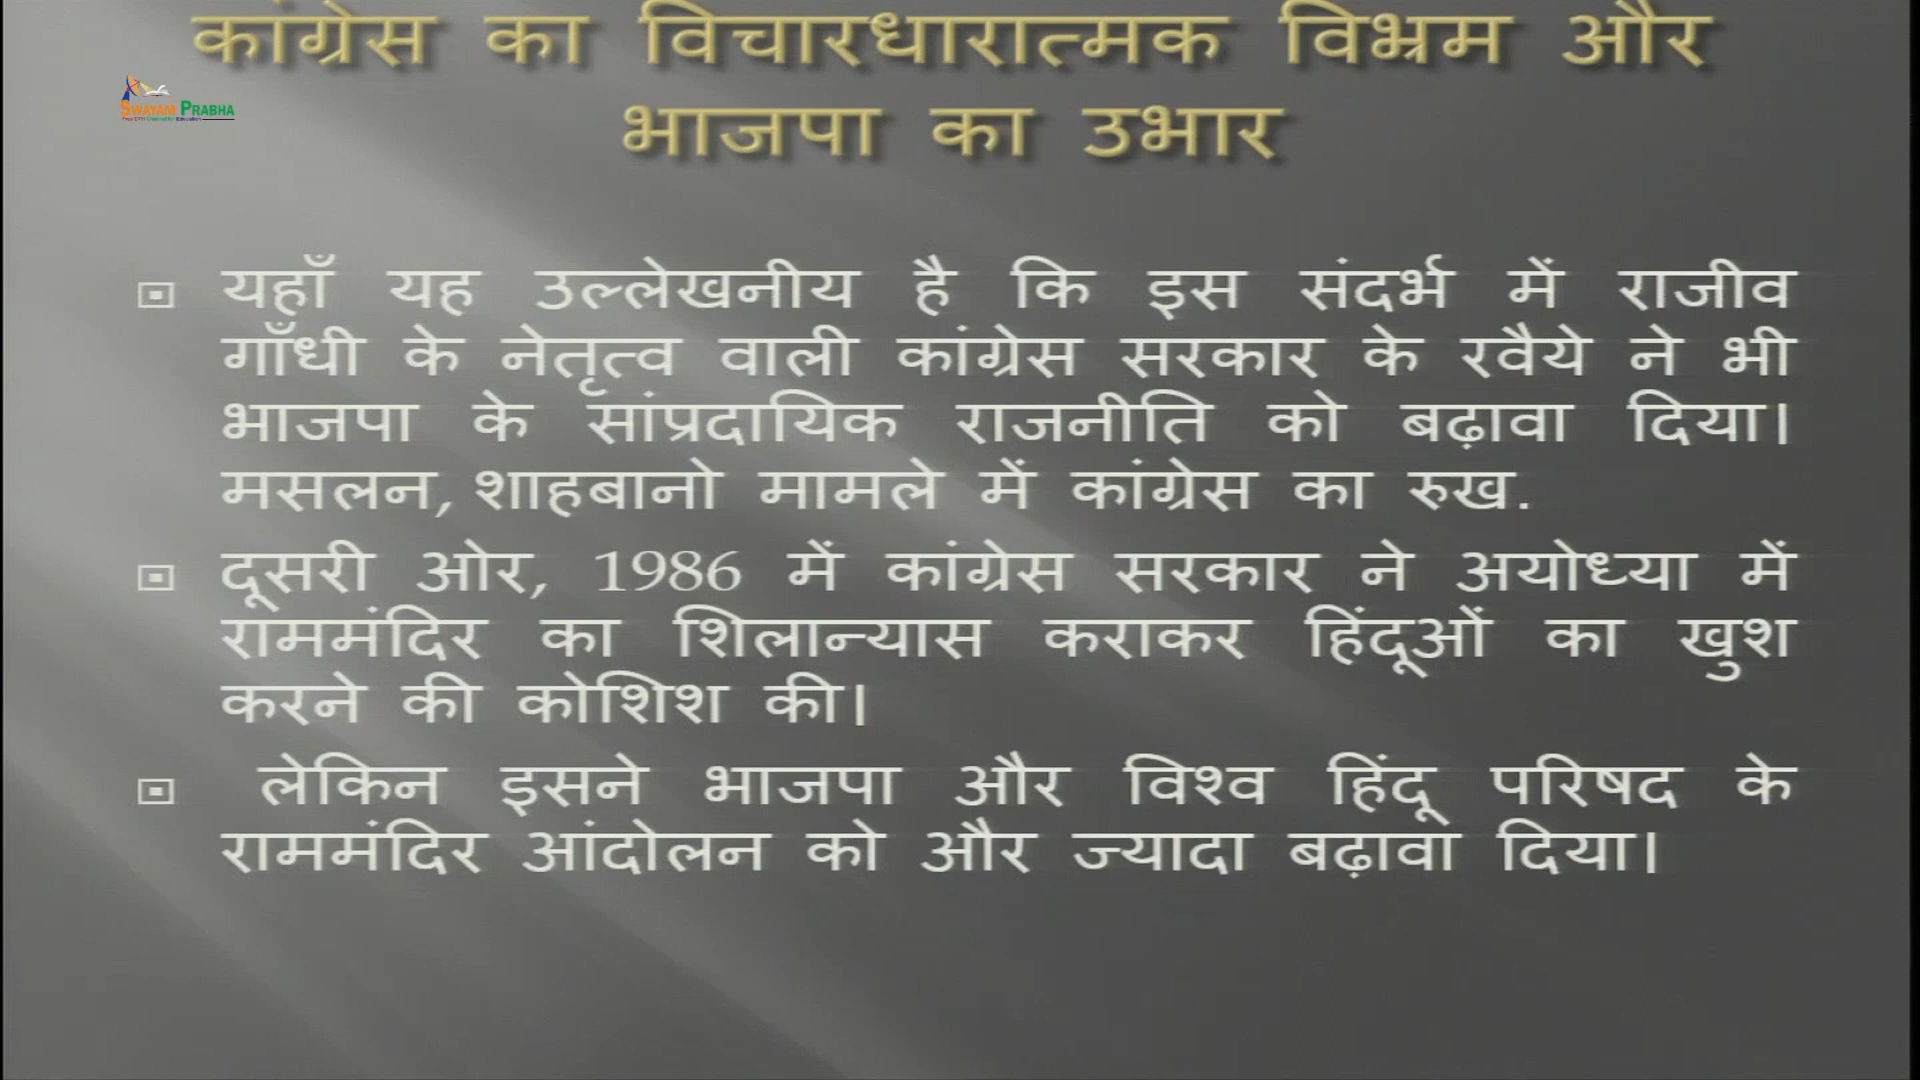 कांग्रेस का विचारधारात्मक विभ्रम और
भाजपा का उभार
SWAYAM PRABHA
यहाँ यह उल्लेखनीय है कि इस संदर्भ में राजीव
गाँधी के नेतृत्व वाली कांग्रेस सरकार के रवैये ने भी
भाजपा के सांप्रदायिक राजनीति को बढ़ावा दिया।
मसलन, शाहबानो मामले में कांग्रेस का रुख.
दूसरी ओर, 1986 में कांग्रेस सरकार ने अयोध्या में
राममंदिर का शिलान्यास कराकर हिंदूओं का खुश
करने की कोशिश की।
लेकिन इसने भाजपा और विश्व हिंदू परिषद के
राममंदिर आंदोलन को और ज्यादा बढ़ावा दिया।